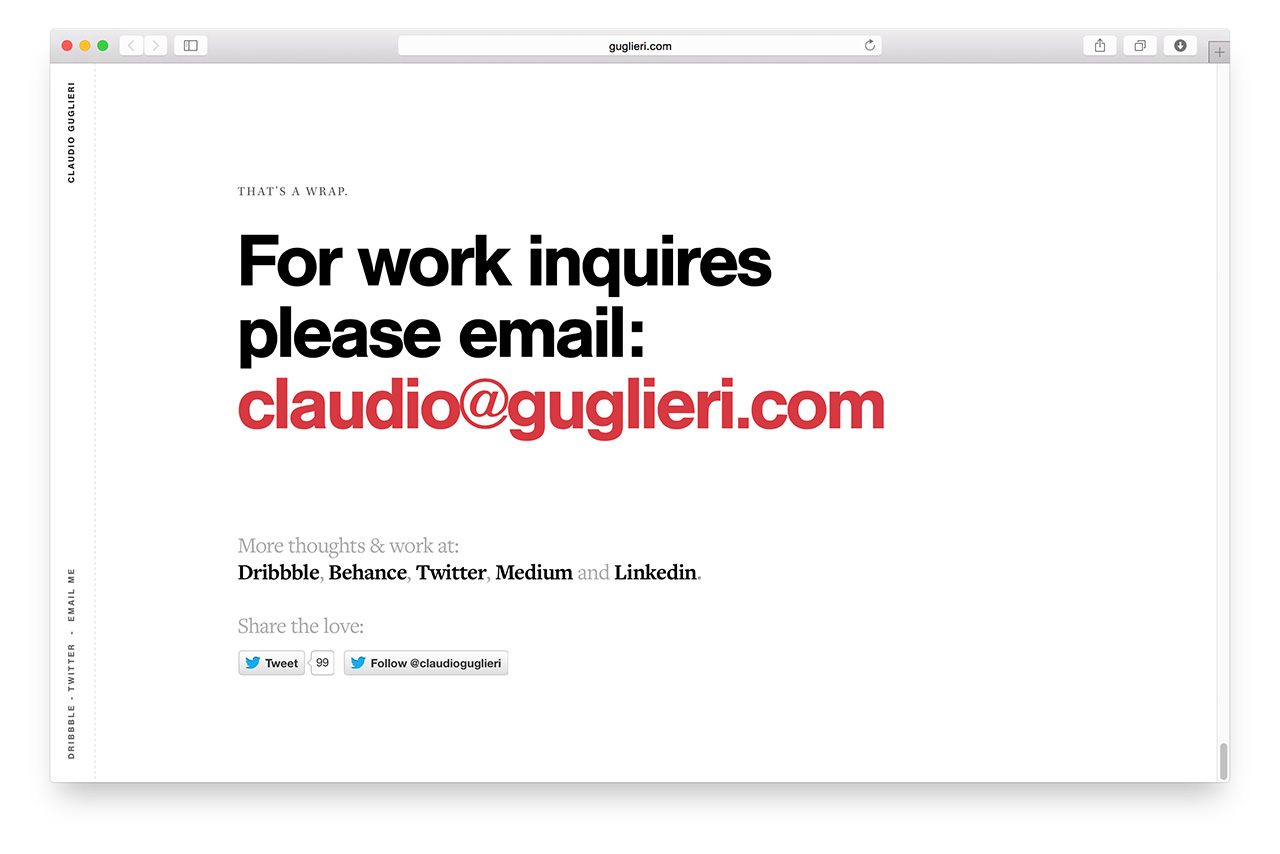 guglieri.com
CLAUDIO GUGLIERI
THAT'S A WRAP.
For work inquires
please email:
claudio@guglieri.com
More thoughts & work at:
Dribbble, Behance, Twitter, Medium and Linkedin.
Share the love:
Tweet 99 Follow @claudioguglieri
DRIBBBLE - TWITTER - EMAIL ME